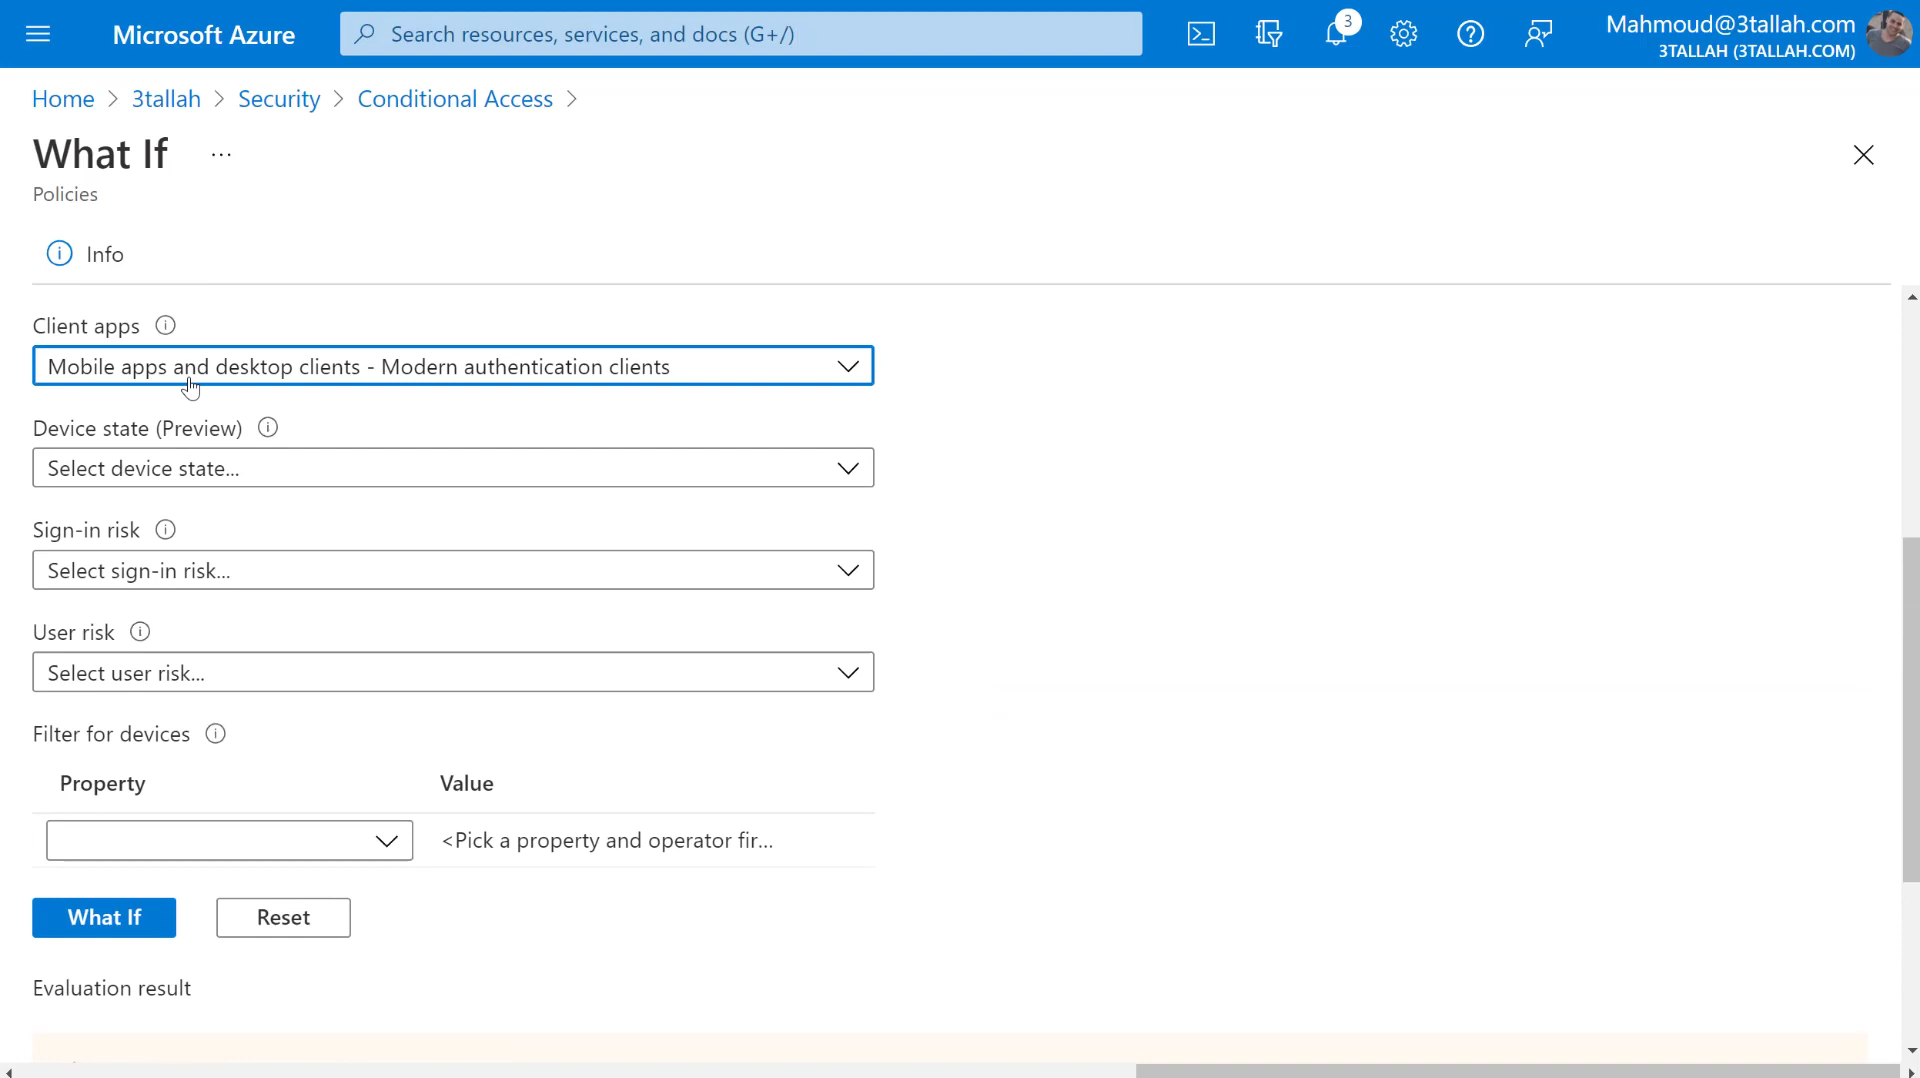 Microsoft Azure
Search resources, services, and docs (G+/)
3
Mahmoud@3tallah.com
3TALLAH (3TALLAH.COM)
Home > 3tallah > Security > Conditional Access >
What If ...
Policies
Info
Client apps
Mobile apps and desktop clients - Modern authentication clients
Device state (Preview)
Select device state...
Sign-in risk
Select sign-in risk...
User risk
Select user risk...
Filter for devices
Property Value
<Pick a property and operator fir...
What If Reset
Evaluation result